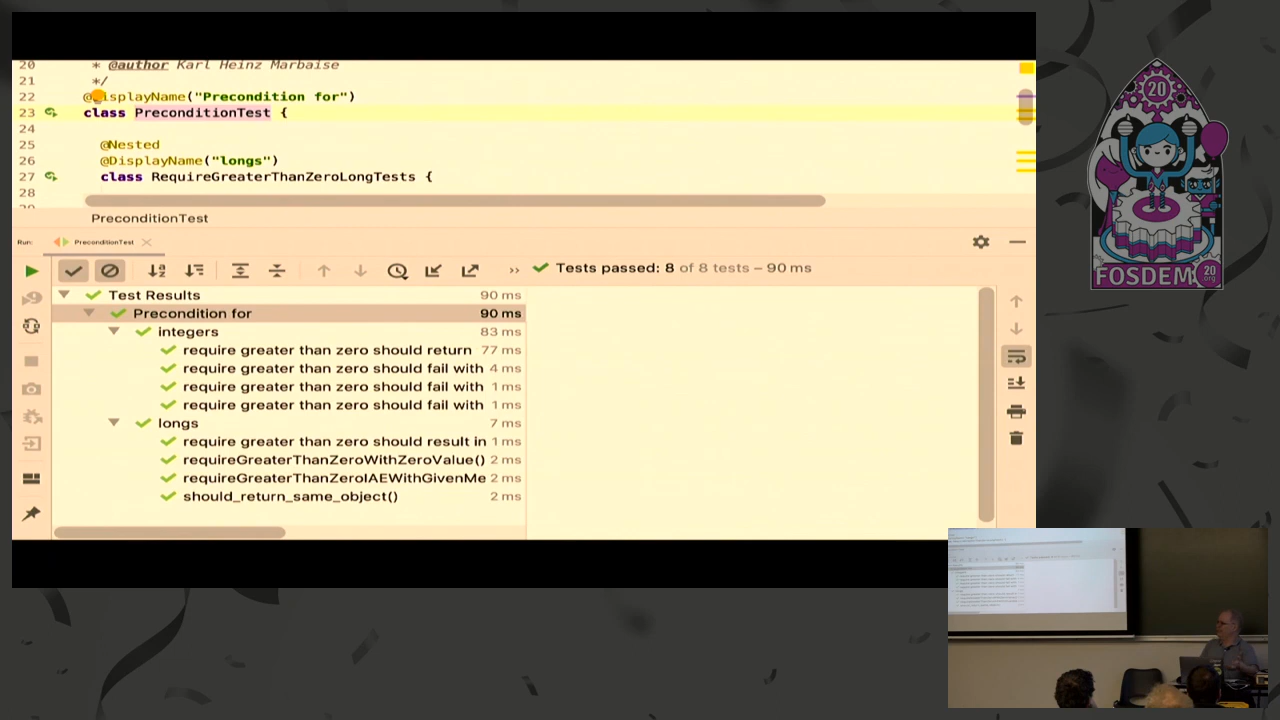 20 * @author Karl Heinz Marbaise
21 */
22 @DisplayName("Precondition for")
23 class PreconditionTest {
24
25 @Nested
26 @DisplayName("longs")
27 class RequireGreaterThanZeroLongTests {
28
PreconditionTest
Run: PreconditionTest
Tests passed: 8 of 8 tests – 90 ms
Test Results 90 ms
Precondition for 90 ms
integers 83 ms
require greater than zero should return 77 ms
require greater than zero should fail with 4 ms
require greater than zero should fail with 1 ms
require greater than zero should fail with 1 ms
longs 7 ms
require greater than zero should result in 1 ms
requireGreaterThanZeroWithZeroValue() 2 ms
requireGreaterThanZeroIAEWithGivenMe 2 ms
should_return_same_object() 2 ms
20
FOSDEM 20
.org